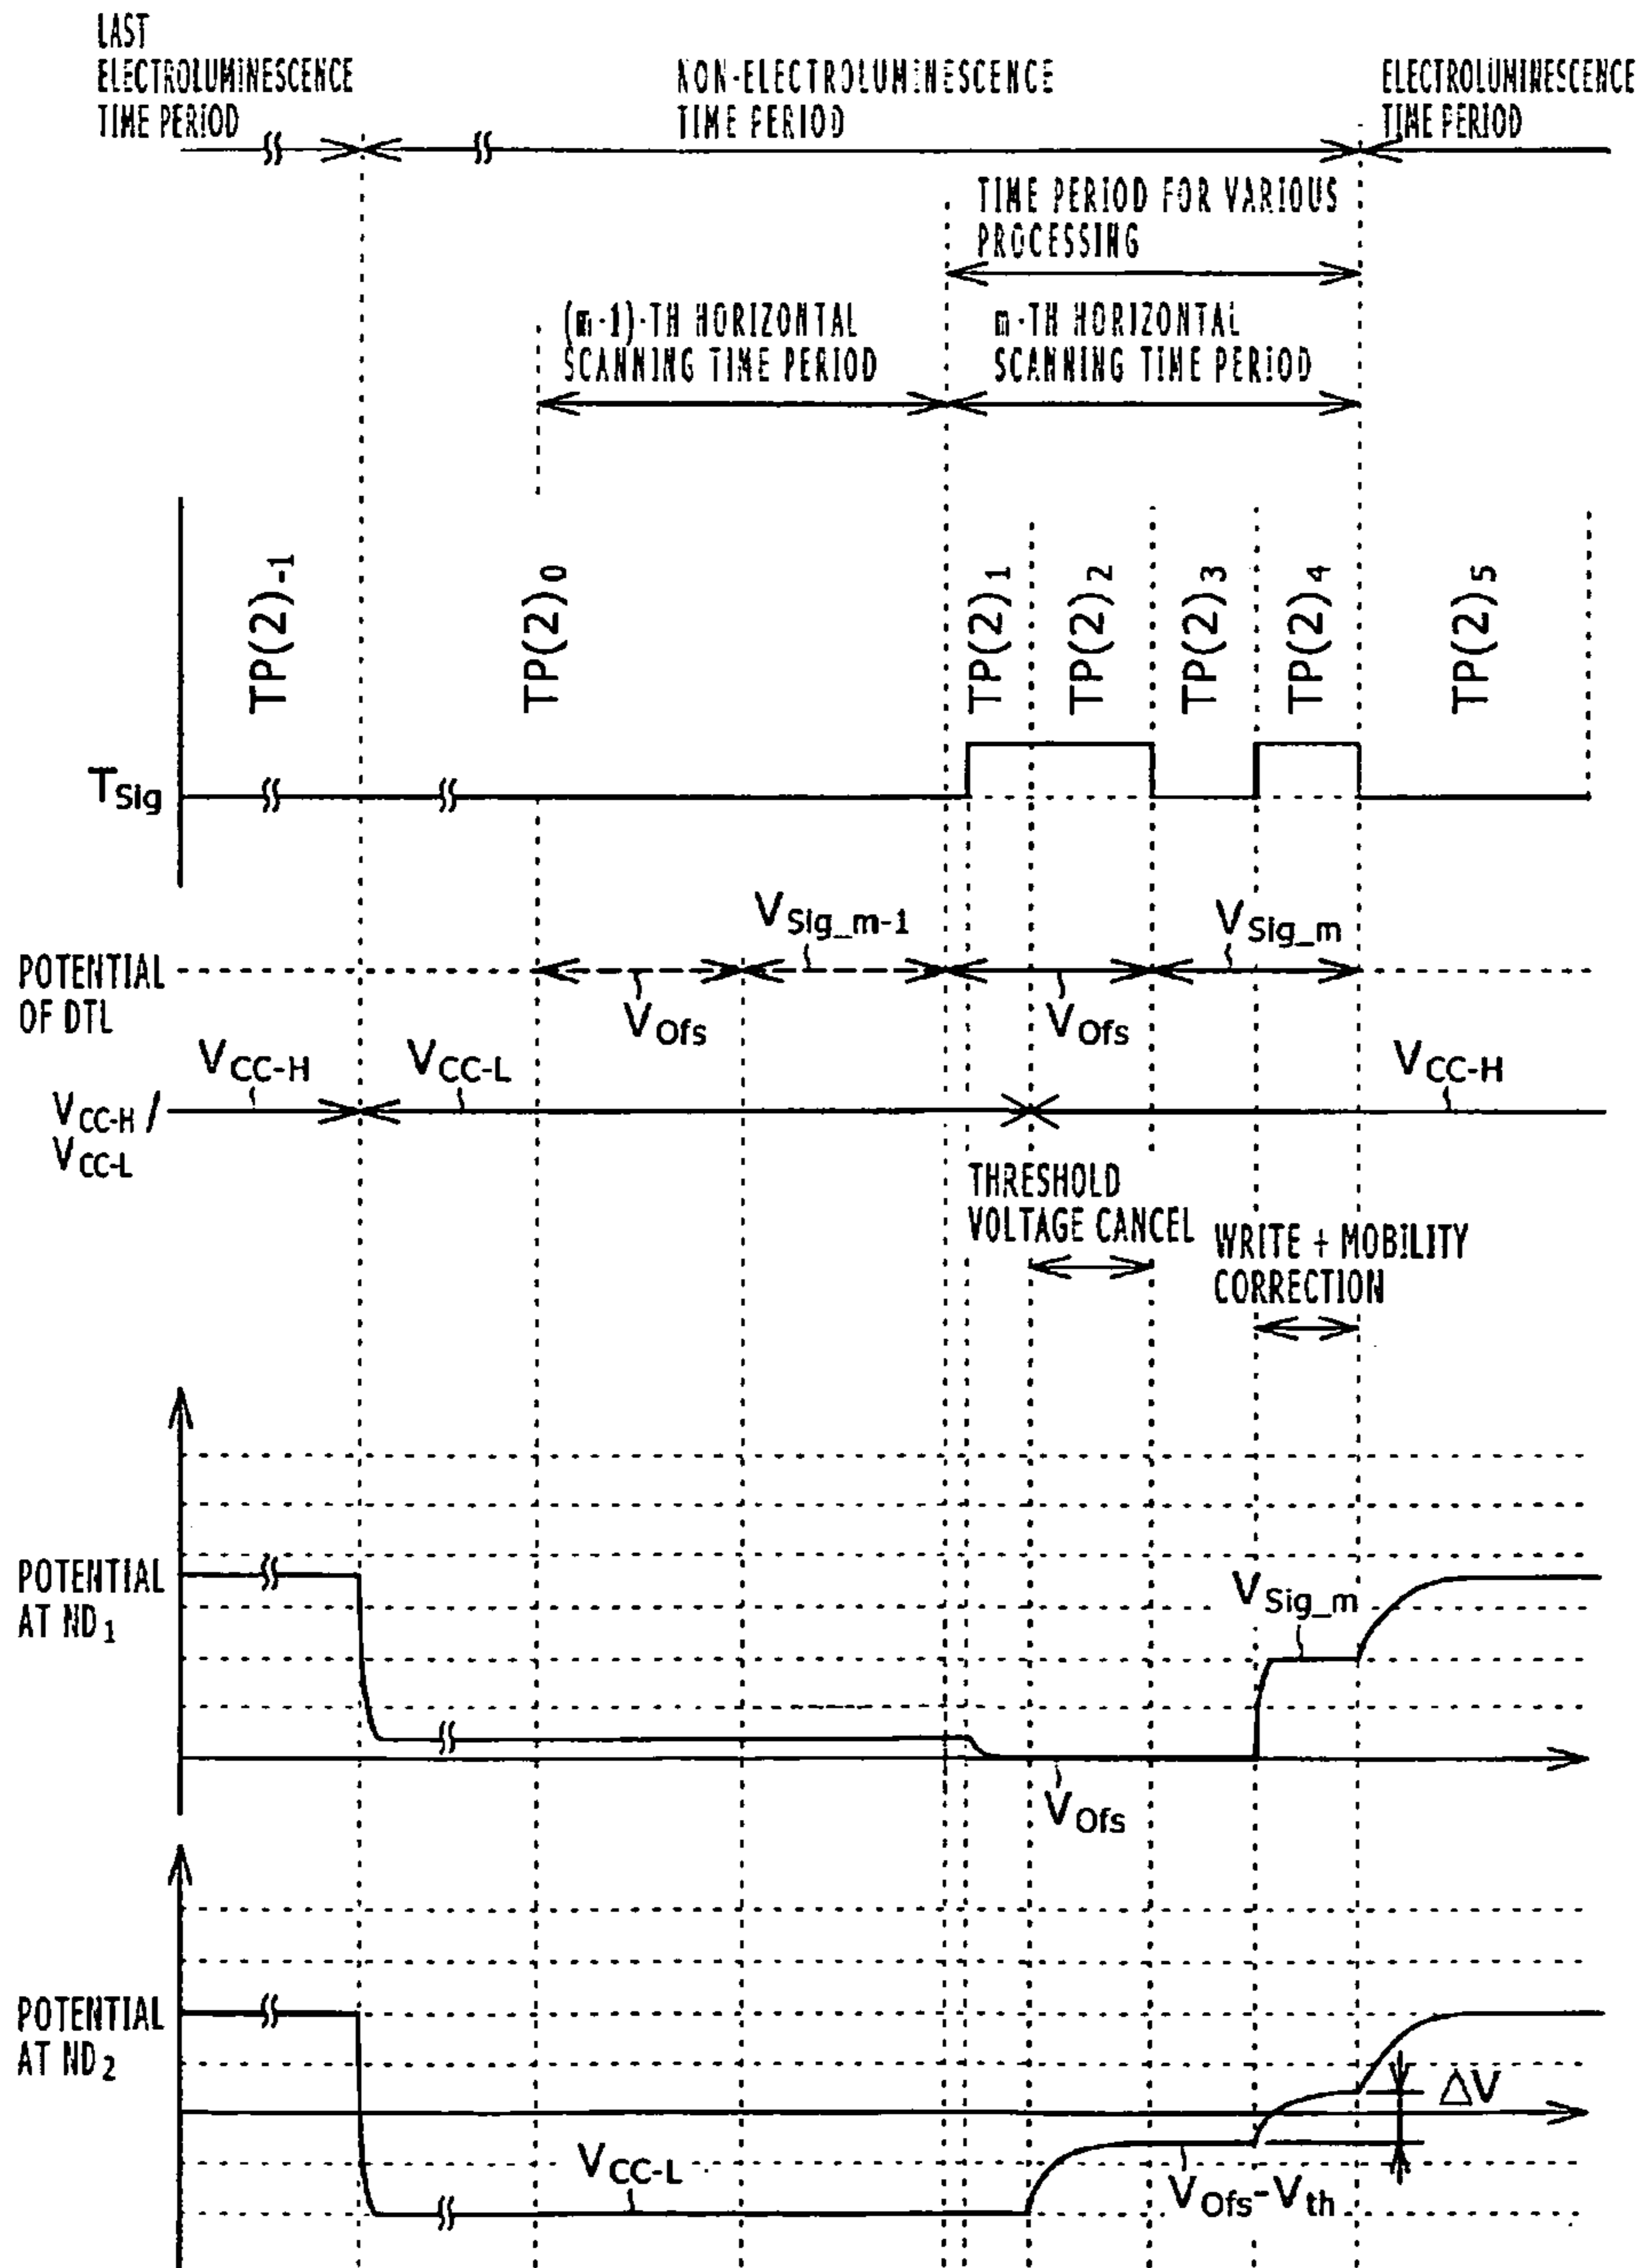 LAST
ELECTROLUMINESCENCE
TIME PERIOD
NON-ELECTROLUMINESCENCE
TIME PERIOD
ELECTROLUMINESCENCE
TIME PERIOD
TIME PERIOD FOR VARIOUS
PROCESSING
(m-1)-TH HORIZONTAL
SCANNING TIME PERIOD
m-TH HORIZONTAL
SCANNING TIME PERIOD
TP(2)-1
TP(2)0
TP(2)1
TP(2)2
TP(2)3
TP(2)4
TP(2)5
TSig
VSig_m-1
VSig_m
POTENTIAL
OF DTL
VOfs
VOfs
VCC-H
VCC-L
VCC-H
VCC-H /
VCC-L
THRESHOLD
VOLTAGE CANCEL
WRITE + MOBILITY
CORRECTION
POTENTIAL
AT ND1
VSig_m
VOfs
POTENTIAL
AT ND2
ΔV
VCC-L
VOfs-Vth